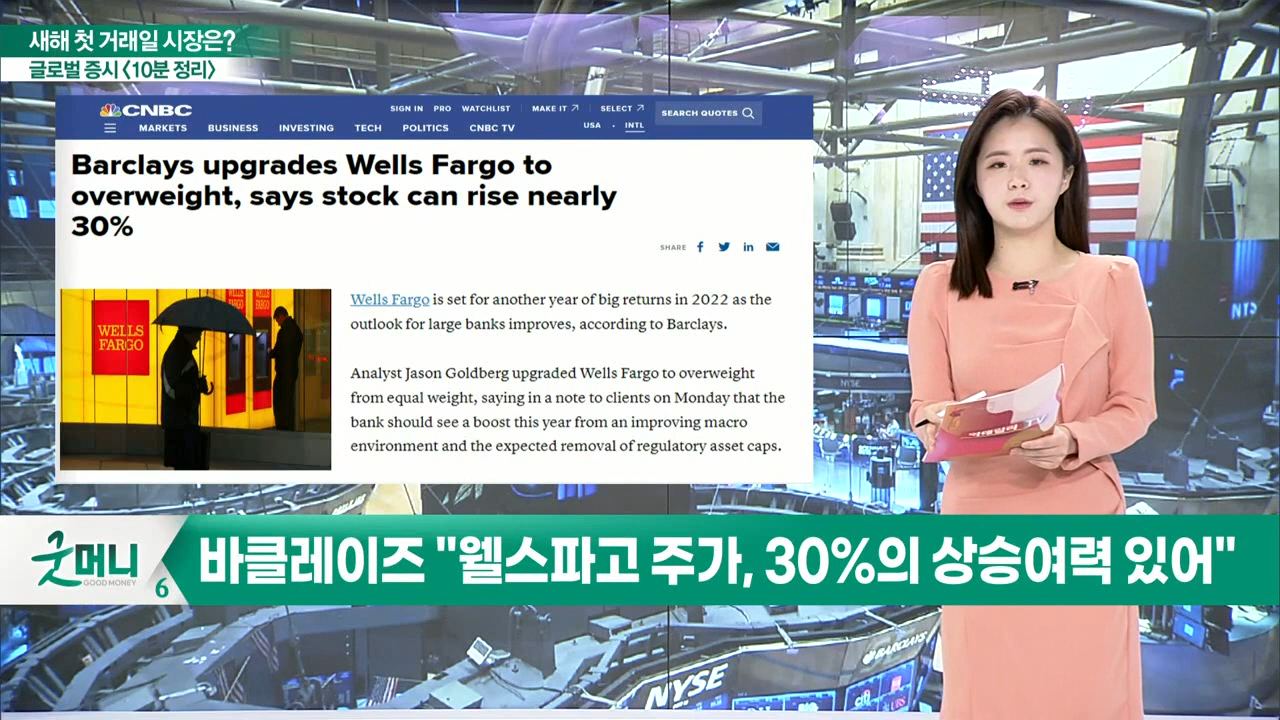 새해 첫 거래일 시장은?
글로벌 증시 <10분 정리>
CNBC
SIGN IN PRO WATCHLIST MAKE IT SELECT
SEARCH QUOTES
USA · INTL
MARKETS BUSINESS INVESTING TECH POLITICS CNBC TV
Barclays upgrades Wells Fargo to
overweight, says stock can rise nearly
30%
SHARE
WELLS
FARGO
Wells Fargo is set for another year of big returns in 2022 as the
outlook for large banks improves, according to Barclays.
Analyst Jason Goldberg upgraded Wells Fargo to overweight
from equal weight, saying in a note to clients on Monday that the
bank should see a boost this year from an improving macro
environment and the expected removal of regulatory asset caps.
굿머니
GOOD MONEY
6
바클레이즈 "웰스파고 주가, 30%의 상승여력 있어"
NYSE
BARCLAYS
citi